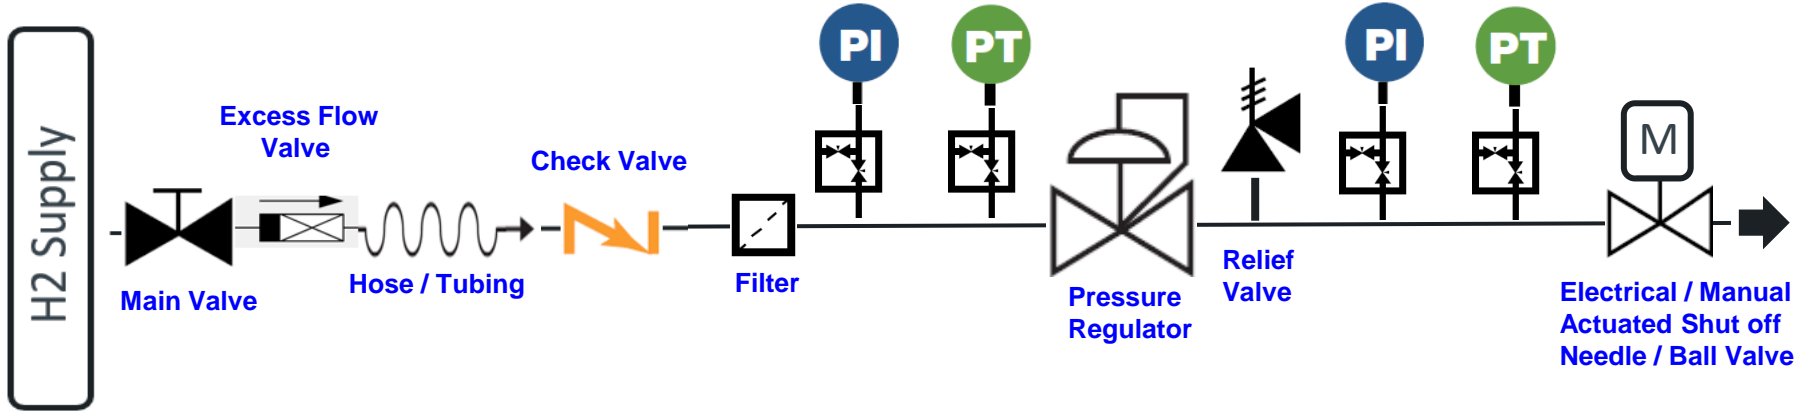 H2 Supply
Main Valve
Excess Flow
Valve
Hose / Tubing
Check Valve
Filter
PI
PT
Pressure
Regulator
Relief
Valve
PI
PT
M
Electrical / Manual
Actuated Shut off
Needle / Ball Valve